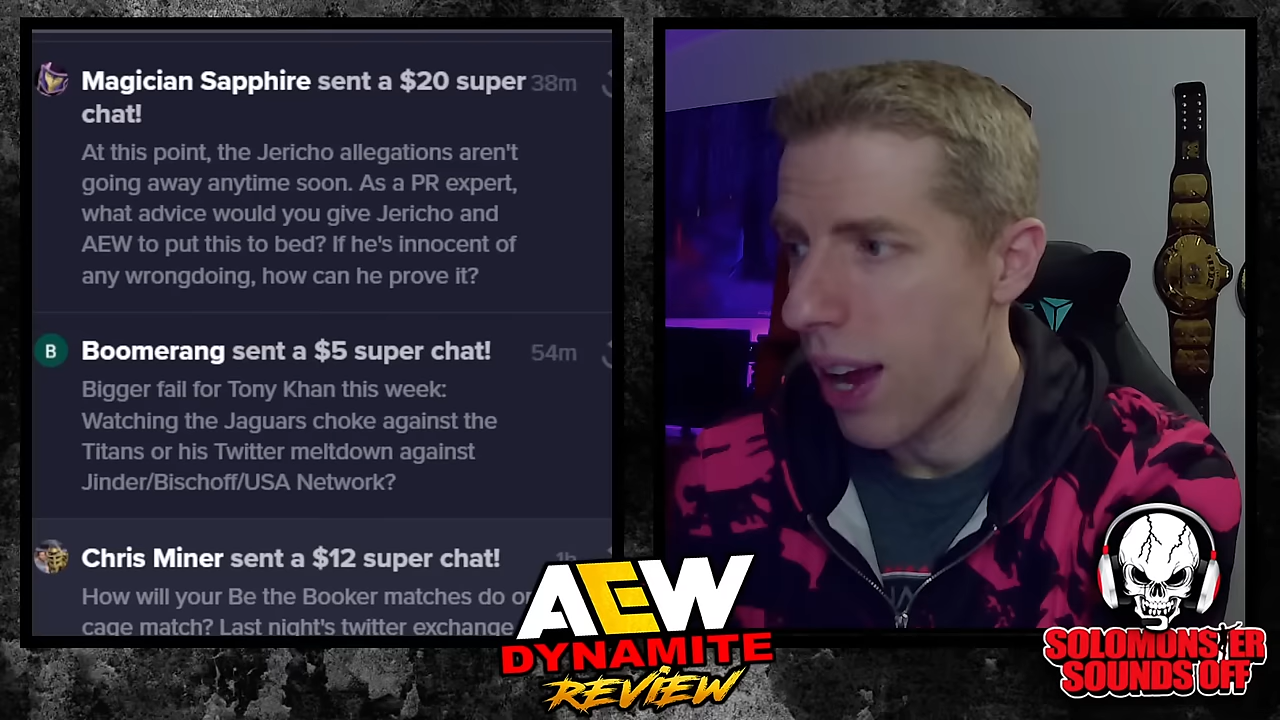 Magician Sapphire sent a $20 super 38m
chat!
At this point, the Jericho allegations aren't
going away anytime soon. As a PR expert,
what advice would you give Jericho and
AEW to put this to bed? If he's innocent of
any wrongdoing, how can he prove it?
B
Boomerang sent a $5 super chat! 54m
Bigger fail for Tony Khan this week:
Watching the Jaguars choke against the
Titans or his Twitter meltdown against
Jinder/Bischoff/USA Network?
Chris Miner sent a $12 super chat! 1h
How will your Be the Booker matches do on
cage match? Last night's twitter exchange
AEW
DYNAMITE
REVIEW
SOLOMONSTER
SOUNDS OFF